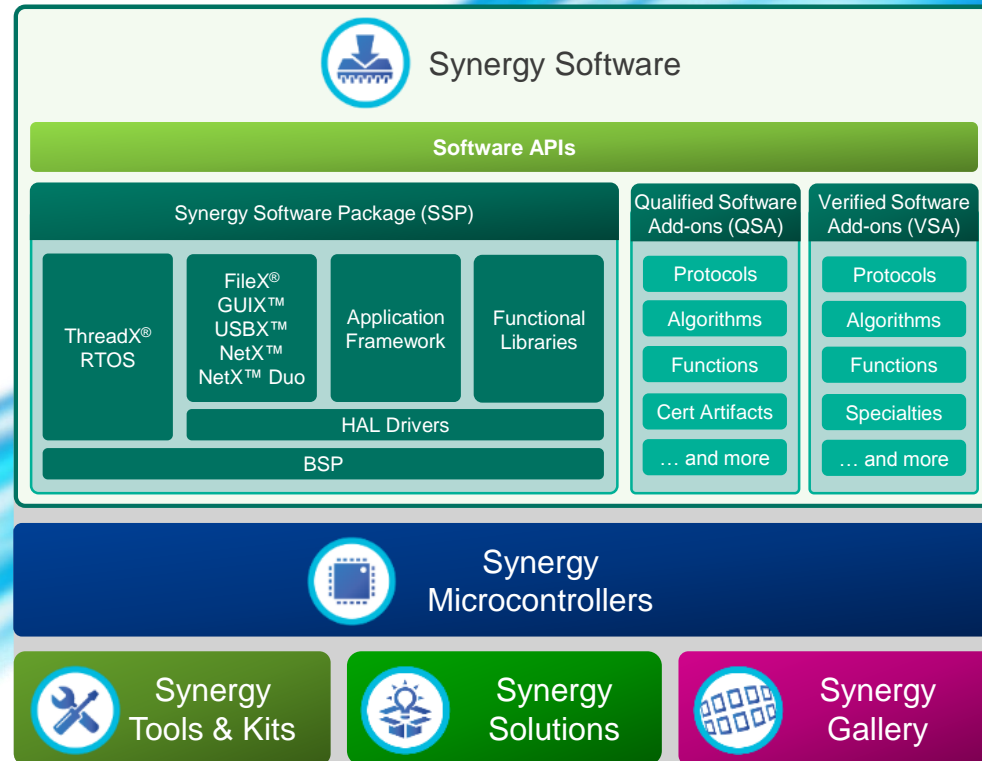 Synergy Software
Software APIs
Synergy Software Package (SSP)
ThreadX®
RTOS
FileX®
GUIX™
USBX™
NetX™
NetX™ Duo
Application
Framework
Functional
Libraries
HAL Drivers
BSP
Qualified Software
Add-ons (QSA)
Protocols
Algorithms
Functions
Cert Artifacts
… and more
Verified Software
Add-ons (VSA)
Protocols
Algorithms
Functions
Specialties
… and more
Synergy
Microcontrollers
Synergy
Tools & Kits
Synergy
Solutions
Synergy
Gallery